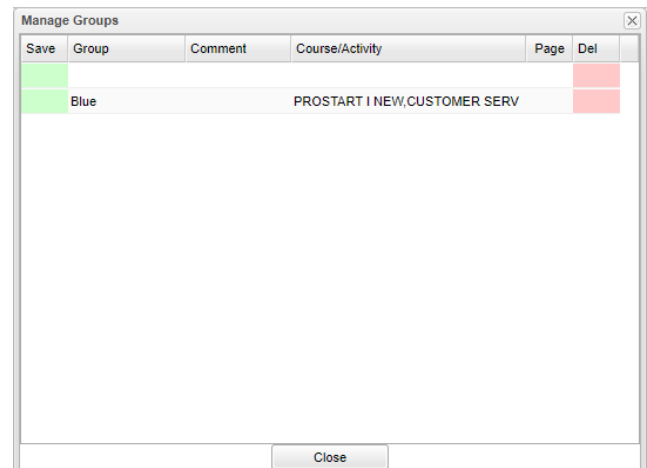 Manage Groups
Save Group Comment Course/Activity Page Del
Blue PROSTART I NEW,CUSTOMER SERV
Close